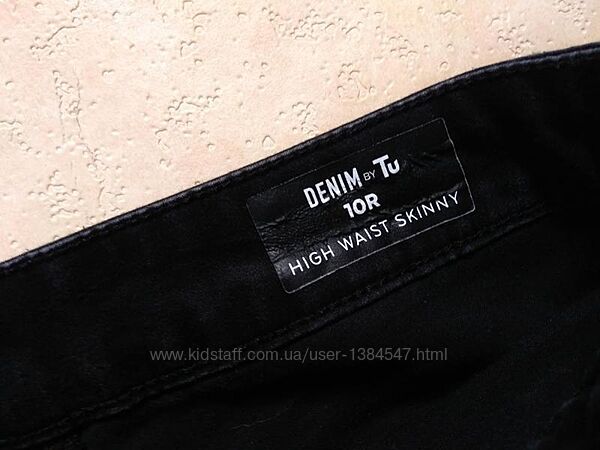 DENIM BY Tu
10R
HIGH WAIST SKINNY
www.kidstaff.com.ua/user-1384547.html